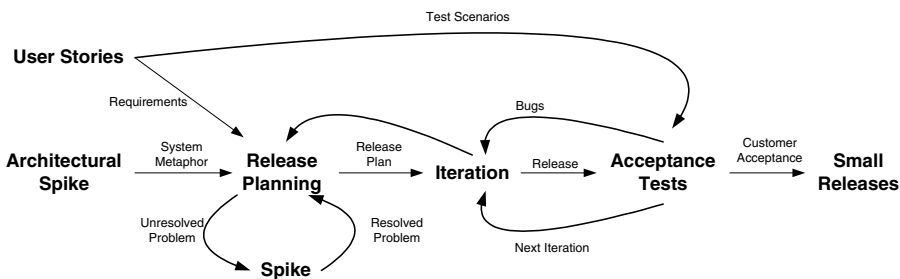 Test Scenarios
User Stories
Requirements
Bugs
Architectural
Spike
System
Metaphor
Release
Planning
Release
Plan
Iteration
Release
Acceptance
Tests
Customer
Acceptance
Small
Releases
Unresolved
Problem
Resolved
Problem
Next Iteration
Spike